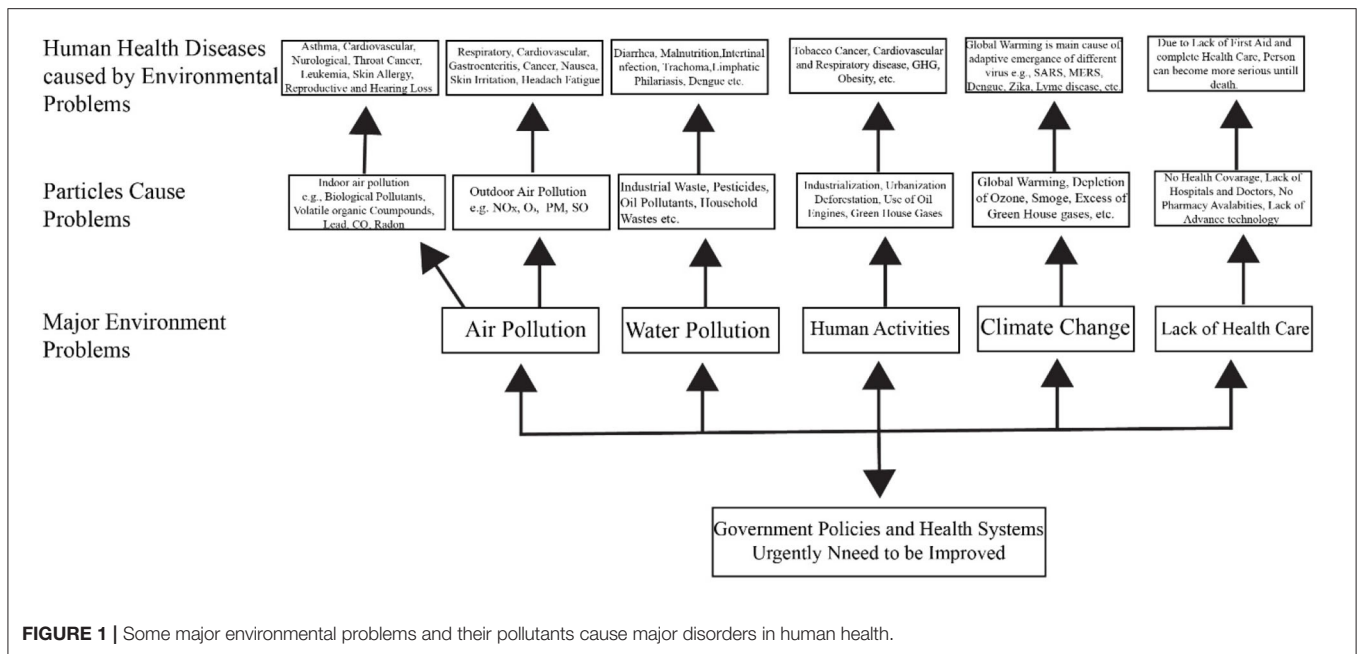 Human Health Diseases
caused by Environmental
Problems
Asthma, Cardiovascular,
Nurological, Throat Cancer,
Leukemia, Skin Allergy,
Reproductive and Hearing Loss
Respiratory, Cardiovascular,
Gastroenteritis, Cancer, Nausea,
Skin Irritation, Headach Fatigue
Diarrhea, Malnutrition,Intertinal
nfection, Trachoma,Limphatic
Philariasis, Dengue etc.
Tobacco Cancer, Cardiovascular
and Respiratory disease, GHG,
Obesity, etc.
Global Warming is main cause of
adaptive emergance of different
virus e.g., SARS, MERS,
Dengue, Zika, Lyme disease, etc.
Due to Lack of First Aid and
complete Health Care, Person
can become more serious untill
death.
Particles Cause
Problems
Indoor air pollution
e.g., Biological Pollutants,
Volatile organic Coumpounds,
Lead, CO, Radon
Outdoor Air Pollution
e.g. NOx, O₃, PM, SO
Industrial Waste, Pesticides,
Oil Pollutants, Household
Wastes etc.
Industrialization, Urbanization
Deforestation, Use of Oil
Engines, Green House Gases
Global Warming, Depletion
of Ozone, Smoge, Excess of
Green House gases, etc.
No Health Covarage, Lack of
Hospitals and Doctors, No
Pharmacy Avalabities, Lack of
Advance technology
Major Environment
Problems
Air Pollution
Water Pollution
Human Activities
Climate Change
Lack of Health Care
Government Policies and Health Systems
Urgently Nneed to be Improved
FIGURE 1 | Some major environmental problems and their pollutants cause major disorders in human health.